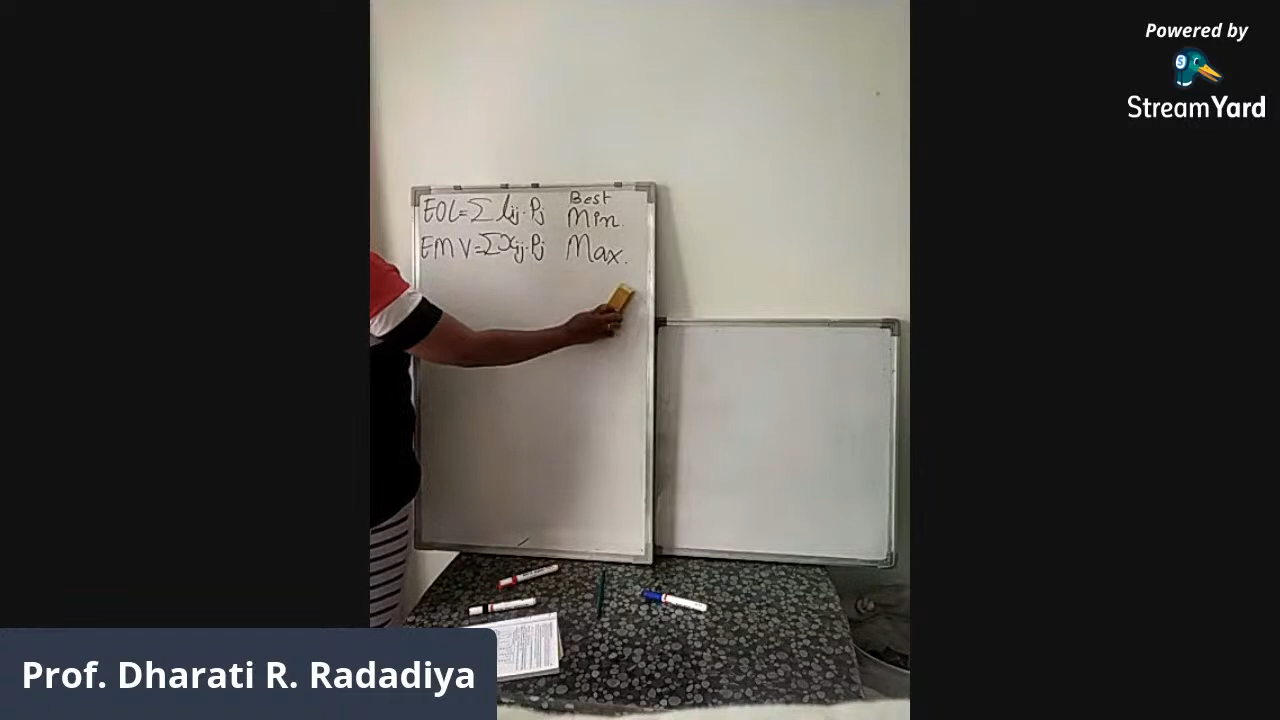 Powered by
StreamYard
Best
EOL = Σ lij . Pj Min.
EMV = Σ xij . Pj Max.
Prof. Dharati R. Radadiya